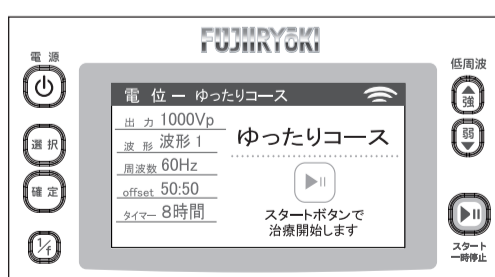 FUJIIRYŌKI
電源
選択
確定
1/f
電 位 ー ゆったりコース
出 力 1000Vp
波 形 波形 1
周波数 60Hz
offset 50:50
タイマー 8時間
ゆったりコース
スタートボタンで
治療開始します
低周波
強
弱
スタート
一時停止